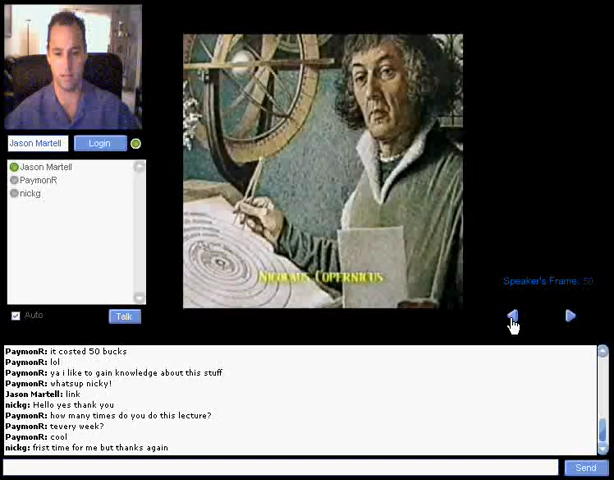 Jason Martell
Login
Jason Martell
PaymonR
nickg
Auto
Talk
NICOLAUS COPERNICUS
Speaker's Frame: 50
PaymonR: it costed 50 bucks
PaymonR: lol
PaymonR: ya i like to gain knowledge about this stuff
PaymonR: whatsup nicky!
Jason Martell: link
nickg: Hello yes thank you
PaymonR: how many times do you do this lecture?
PaymonR: tevery week?
PaymonR: cool
nickg: frist time for me but thanks again
Send